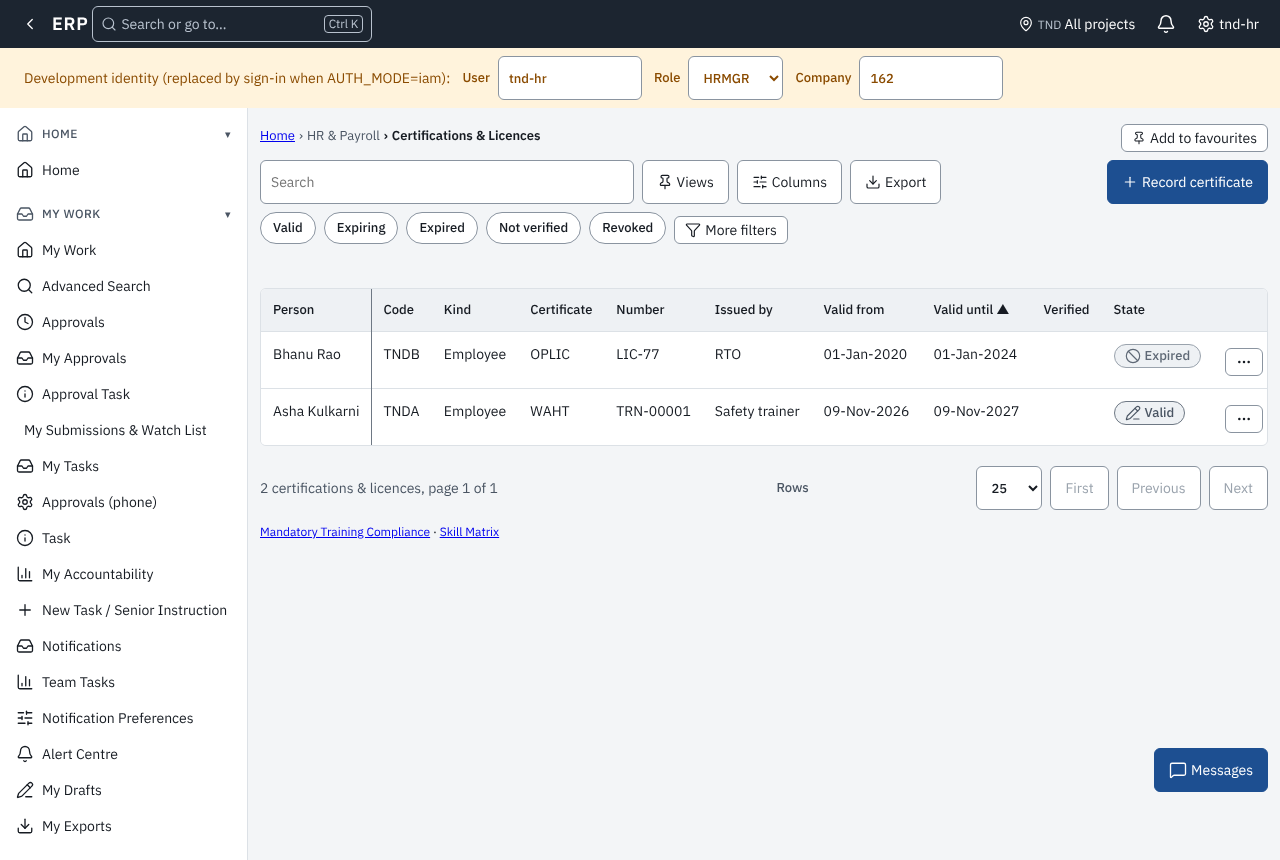 ERP Search or go to... Ctrl K TND All projects tnd-hr
Development identity (replaced by sign-in when AUTH_MODE=iam): User tnd-hr Role HRMGR Company 162
HOME ▾
Home
MY WORK ▾
My Work
Advanced Search
Approvals
My Approvals
Approval Task
My Submissions & Watch List
My Tasks
Approvals (phone)
Task
My Accountability
New Task / Senior Instruction
Notifications
Team Tasks
Notification Preferences
Alert Centre
My Drafts
My Exports
Home › HR & Payroll › Certifications & Licences
Add to favourites
Search Views Columns Export Record certificate
Valid Expiring Expired Not verified Revoked More filters
Person Code Kind Certificate Number Issued by Valid from Valid until ▲ Verified State
Bhanu Rao TNDB Employee OPLIC LIC-77 RTO 01-Jan-2020 01-Jan-2024 Expired ...
Asha Kulkarni TNDA Employee WAHT TRN-00001 Safety trainer 09-Nov-2026 09-Nov-2027 Valid ...
2 certifications & licences, page 1 of 1 Rows 25 First Previous Next
Mandatory Training Compliance · Skill Matrix
Messages